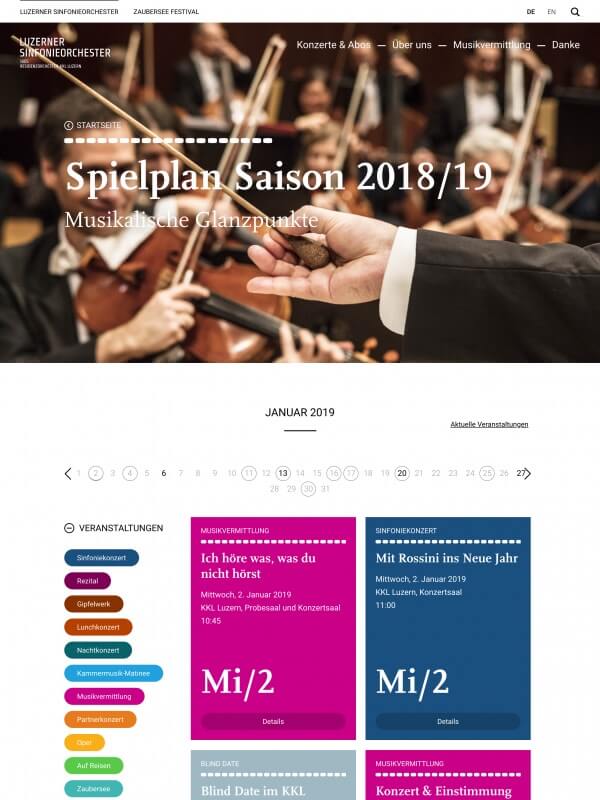 LUZERNER SINFONIEORCHESTER ZAUBERSEE FESTIVAL DE EN
LUZERNER
SINFONIEORCHESTER
RESIDENZORCHESTER KKL LUZERN
Konzerte & Abos — Über uns — Musikvermittlung — Danke
STARTSEITE
Spielplan Saison 2018/19
Musikalische Glanzpunkte
JANUAR 2019
Aktuelle Veranstaltungen
1 2 3 4 5 6 7 8 9 10 11 12 13 14 15 16 17 18 19 20 21 22 23 24 25 26 27
28 29 30 31
VERANSTALTUNGEN
Sinfoniekonzert
Rezital
Gipfelwerk
Lunchkonzert
Nachtkonzert
Kammermusik-Matinee
Musikvermittlung
Partnerkonzert
Oper
Auf Reisen
Zaubersee
MUSIKVERMITTLUNG
Ich höre was, was du
nicht hörst
Mittwoch, 2. Januar 2019
KKL Luzern, Probesaal und Konzertsaal
10:45
Mi/2
Details
SINFONIEKONZERT
Mit Rossini ins Neue Jahr
Mittwoch, 2. Januar 2019
KKL Luzern, Konzertsaal
11:00
Mi/2
Details
BLIND DATE
Blind Date im KKL
MUSIKVERMITTLUNG
Konzert & Einstimmung